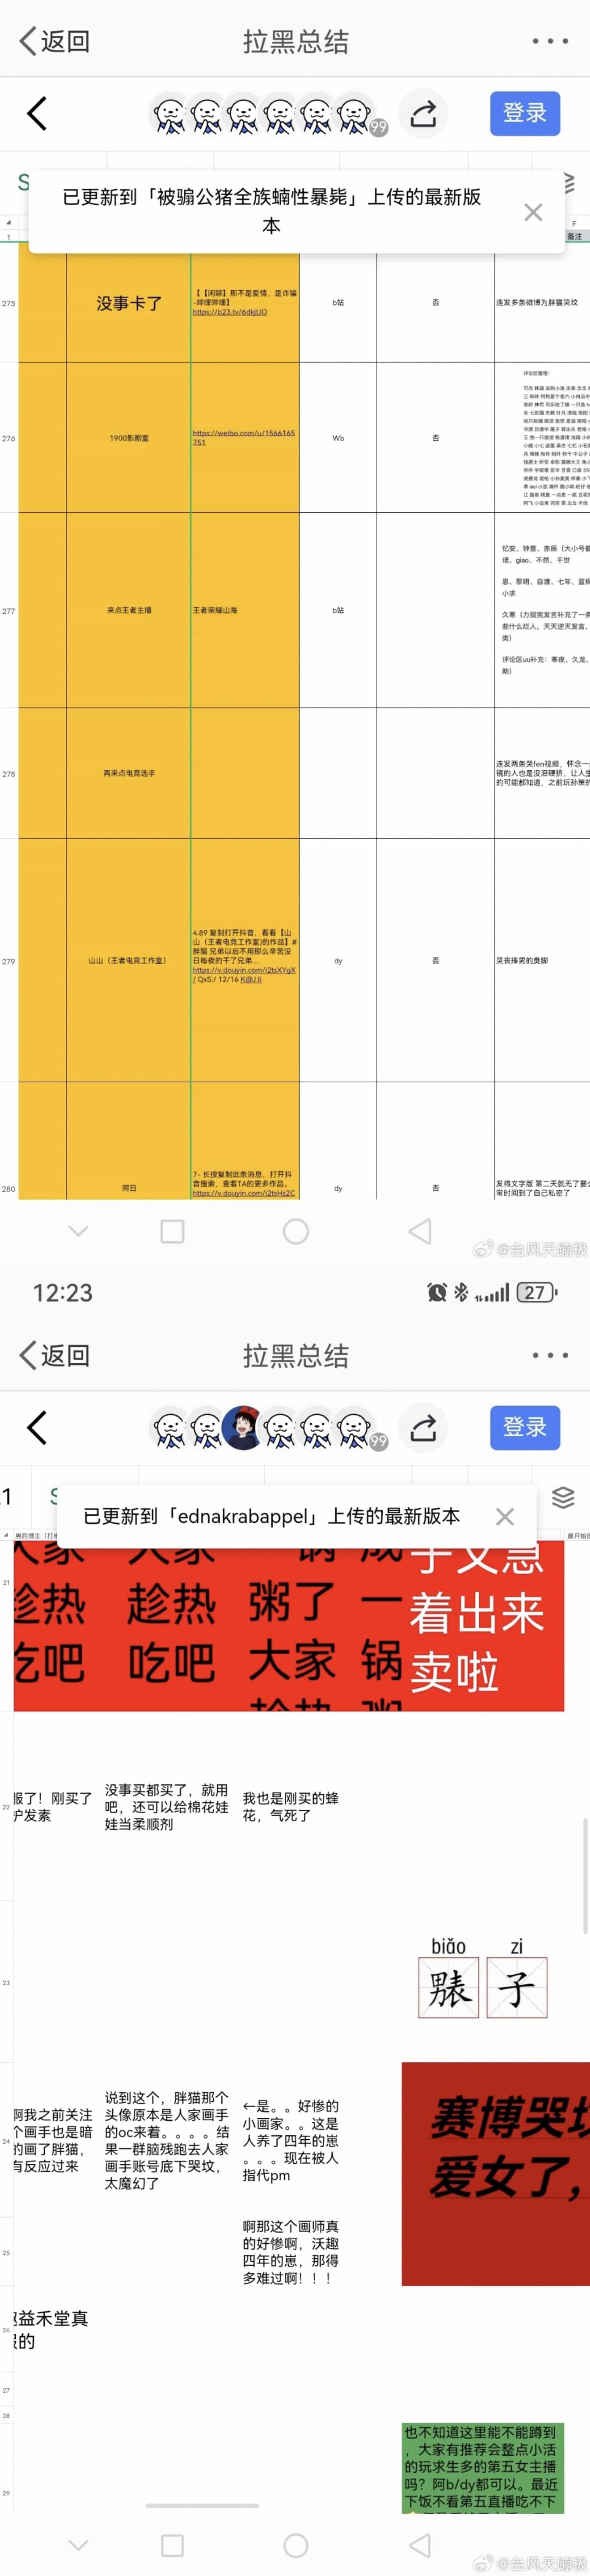 返回
拉黑总结
99
登录
已更新到「被骟公猪全族蝻性暴毙」上传的最新版
本
F
1
备注
275
没事卡了
【【闲聊】那不是爱情，是诈骗
-哔哩哔哩】
https://b23.tv/6dkjtJO
b站
否
连发多条微博为胖猫哭坟
评论区整理：
276
1900影剧室
https://weibo.com/u/1566165
751
Wb
否
277
来点王者主播
王者荣耀山海
b站
忆安、钟意、赤辰（大小号都
诺、giao、不然、千世
恩、黎明、自渡、七年、蓝桐
小求
久寒（力挺完发言补充了一条
些什么烂人，天天逆天发言，
类）
评论区uu补充：寒夜、久龙、
勋）
278
再来点电竞选手
连发两条哭fen视频，怀念一
镜的人也是没泪硬挤，让人生
的可能都知道，之前玩孙策的
279
山山（王者电竞工作室）
4.89 复制打开抖音，看看【山
山（王者电竞工作室)的作品】#
胖猫 兄弟以后不用那么辛苦没
日每夜的干了兄弟...
https://v.douyin.com/i2tsXYgX
/ QxS:/ 12/16 K@J.Ii
dy
否
哭丧捧男的臭脚
280
阿日
7- 长按复制此条消息，打开抖
音搜索，查看TA的更多作品。
https://v.douyin.com/i2tsHs2C
dy
否
发得文字版 第二天就无了要么
常时间到了自己私密了
@台风天蹦极
12:23
27
返回
拉黑总结
99
登录
已更新到「ednakrabappel」上传的最新版本
21
趁热 趁热 粥了 一 着出来
吃吧 吃吧 大家 锅 卖啦
22
服了！刚买了
护发素
没事买都买了，就用
吧，还可以给棉花娃
娃当柔顺剂
我也是刚买的蜂
花，气死了
biǎo zi
23
子
24
啊我之前关注
个画手也是暗
的画了胖猫，
有反应过来
说到这个，胖猫那个
头像原本是人家画手
的oc来着。。。。结
果一群脑残跑去人家
画手账号底下哭坟，
太魔幻了
←是。。好惨的
小画家。。这是
人养了四年的崽
。。。现在被人
指代pm
赛博哭坟
爱女了，
25
啊那这个画师真
的好惨啊，沃趣
四年的崽，那得
多难过啊！！！
26
益禾堂真
的
27
28
29
也不知道这里能不能蹲到
，大家有推荐会整点小活
的玩求生多的第五女主播
吗？阿b/dy都可以。最近
下饭不看第五直播吃不下
@台风天蹦极